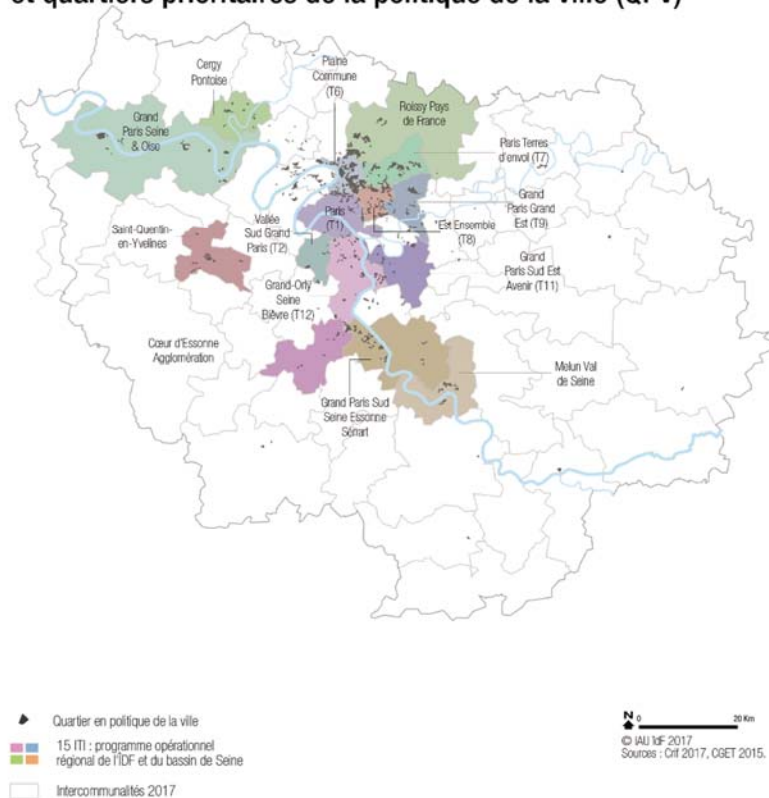 et quartiers prioritaires de la politique de la ville (QPV)
Cergy
Pontoise
Plaine
Commune
(T6)
Grand
Paris Seine
& Oise
Roissy Pays
de France
Paris Terres
d'envol (T7)
Grand
Paris Grand
Est (T9)
Saint-Quentin-
en-Yvelines
Vallée
Sud Grand
Paris (T2)
Paris
(T1)
*Est Ensemble
(T8)
Grand
Paris Sud Est
Avenir (T11)
Grand-Orly
Seine
Bièvre (T12)
Cœur d'Essonne
Agglomération
Melun Val
de Seine
Grand Paris Sud
Seine Essonne
Sénart
Quartier en politique de la ville
15 ITI : programme opérationnel
régional de l'ÎDF et du bassin de Seine
Intercommunalités 2017
N 0 20 Km
© IAU îdF 2017
Sources : Crif 2017, CGET 2015.